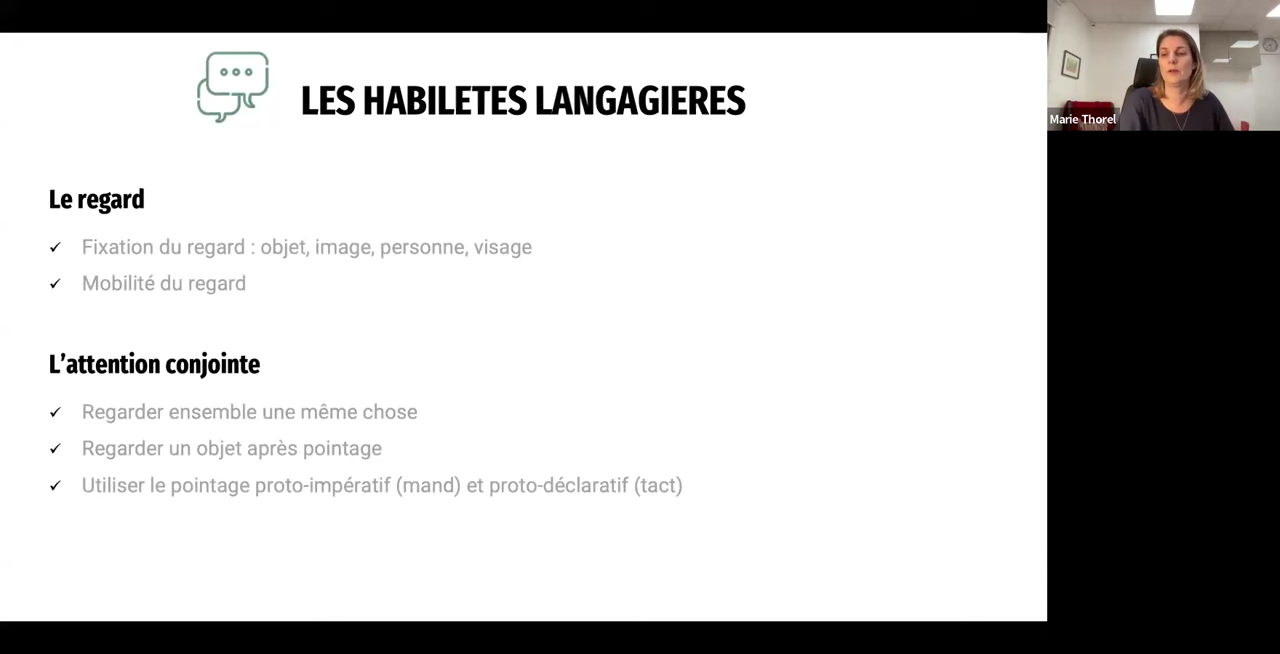 LES HABILETES LANGAGIERES
Marie Thorel
Le regard
✓ Fixation du regard : objet, image, personne, visage
✓ Mobilité du regard
L’attention conjointe
✓ Regarder ensemble une même chose
✓ Regarder un objet après pointage
✓ Utiliser le pointage proto-impératif (mand) et proto-déclaratif (tact)